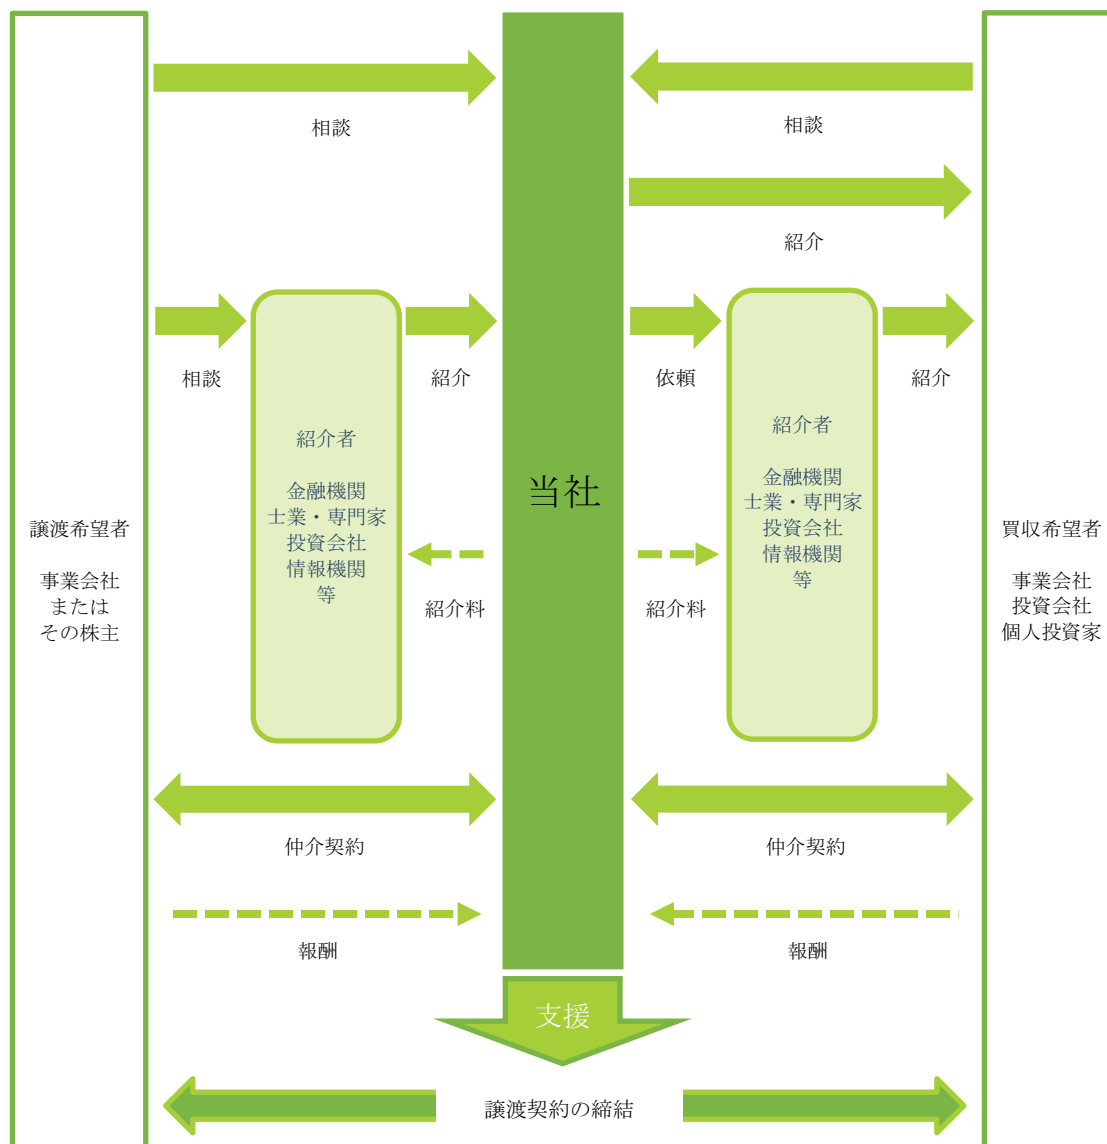 相談
相談
紹介
相談
紹介
依頼
紹介
紹介者
金融機関
士業・専門家
投資会社
情報機関
等
紹介者
金融機関
士業・専門家
投資会社
情報機関
等
当社
譲渡希望者
事業会社
または
その株主
買収希望者
事業会社
投資会社
個人投資家
紹介料
紹介料
仲介契約
仲介契約
報酬
報酬
支援
譲渡契約の締結